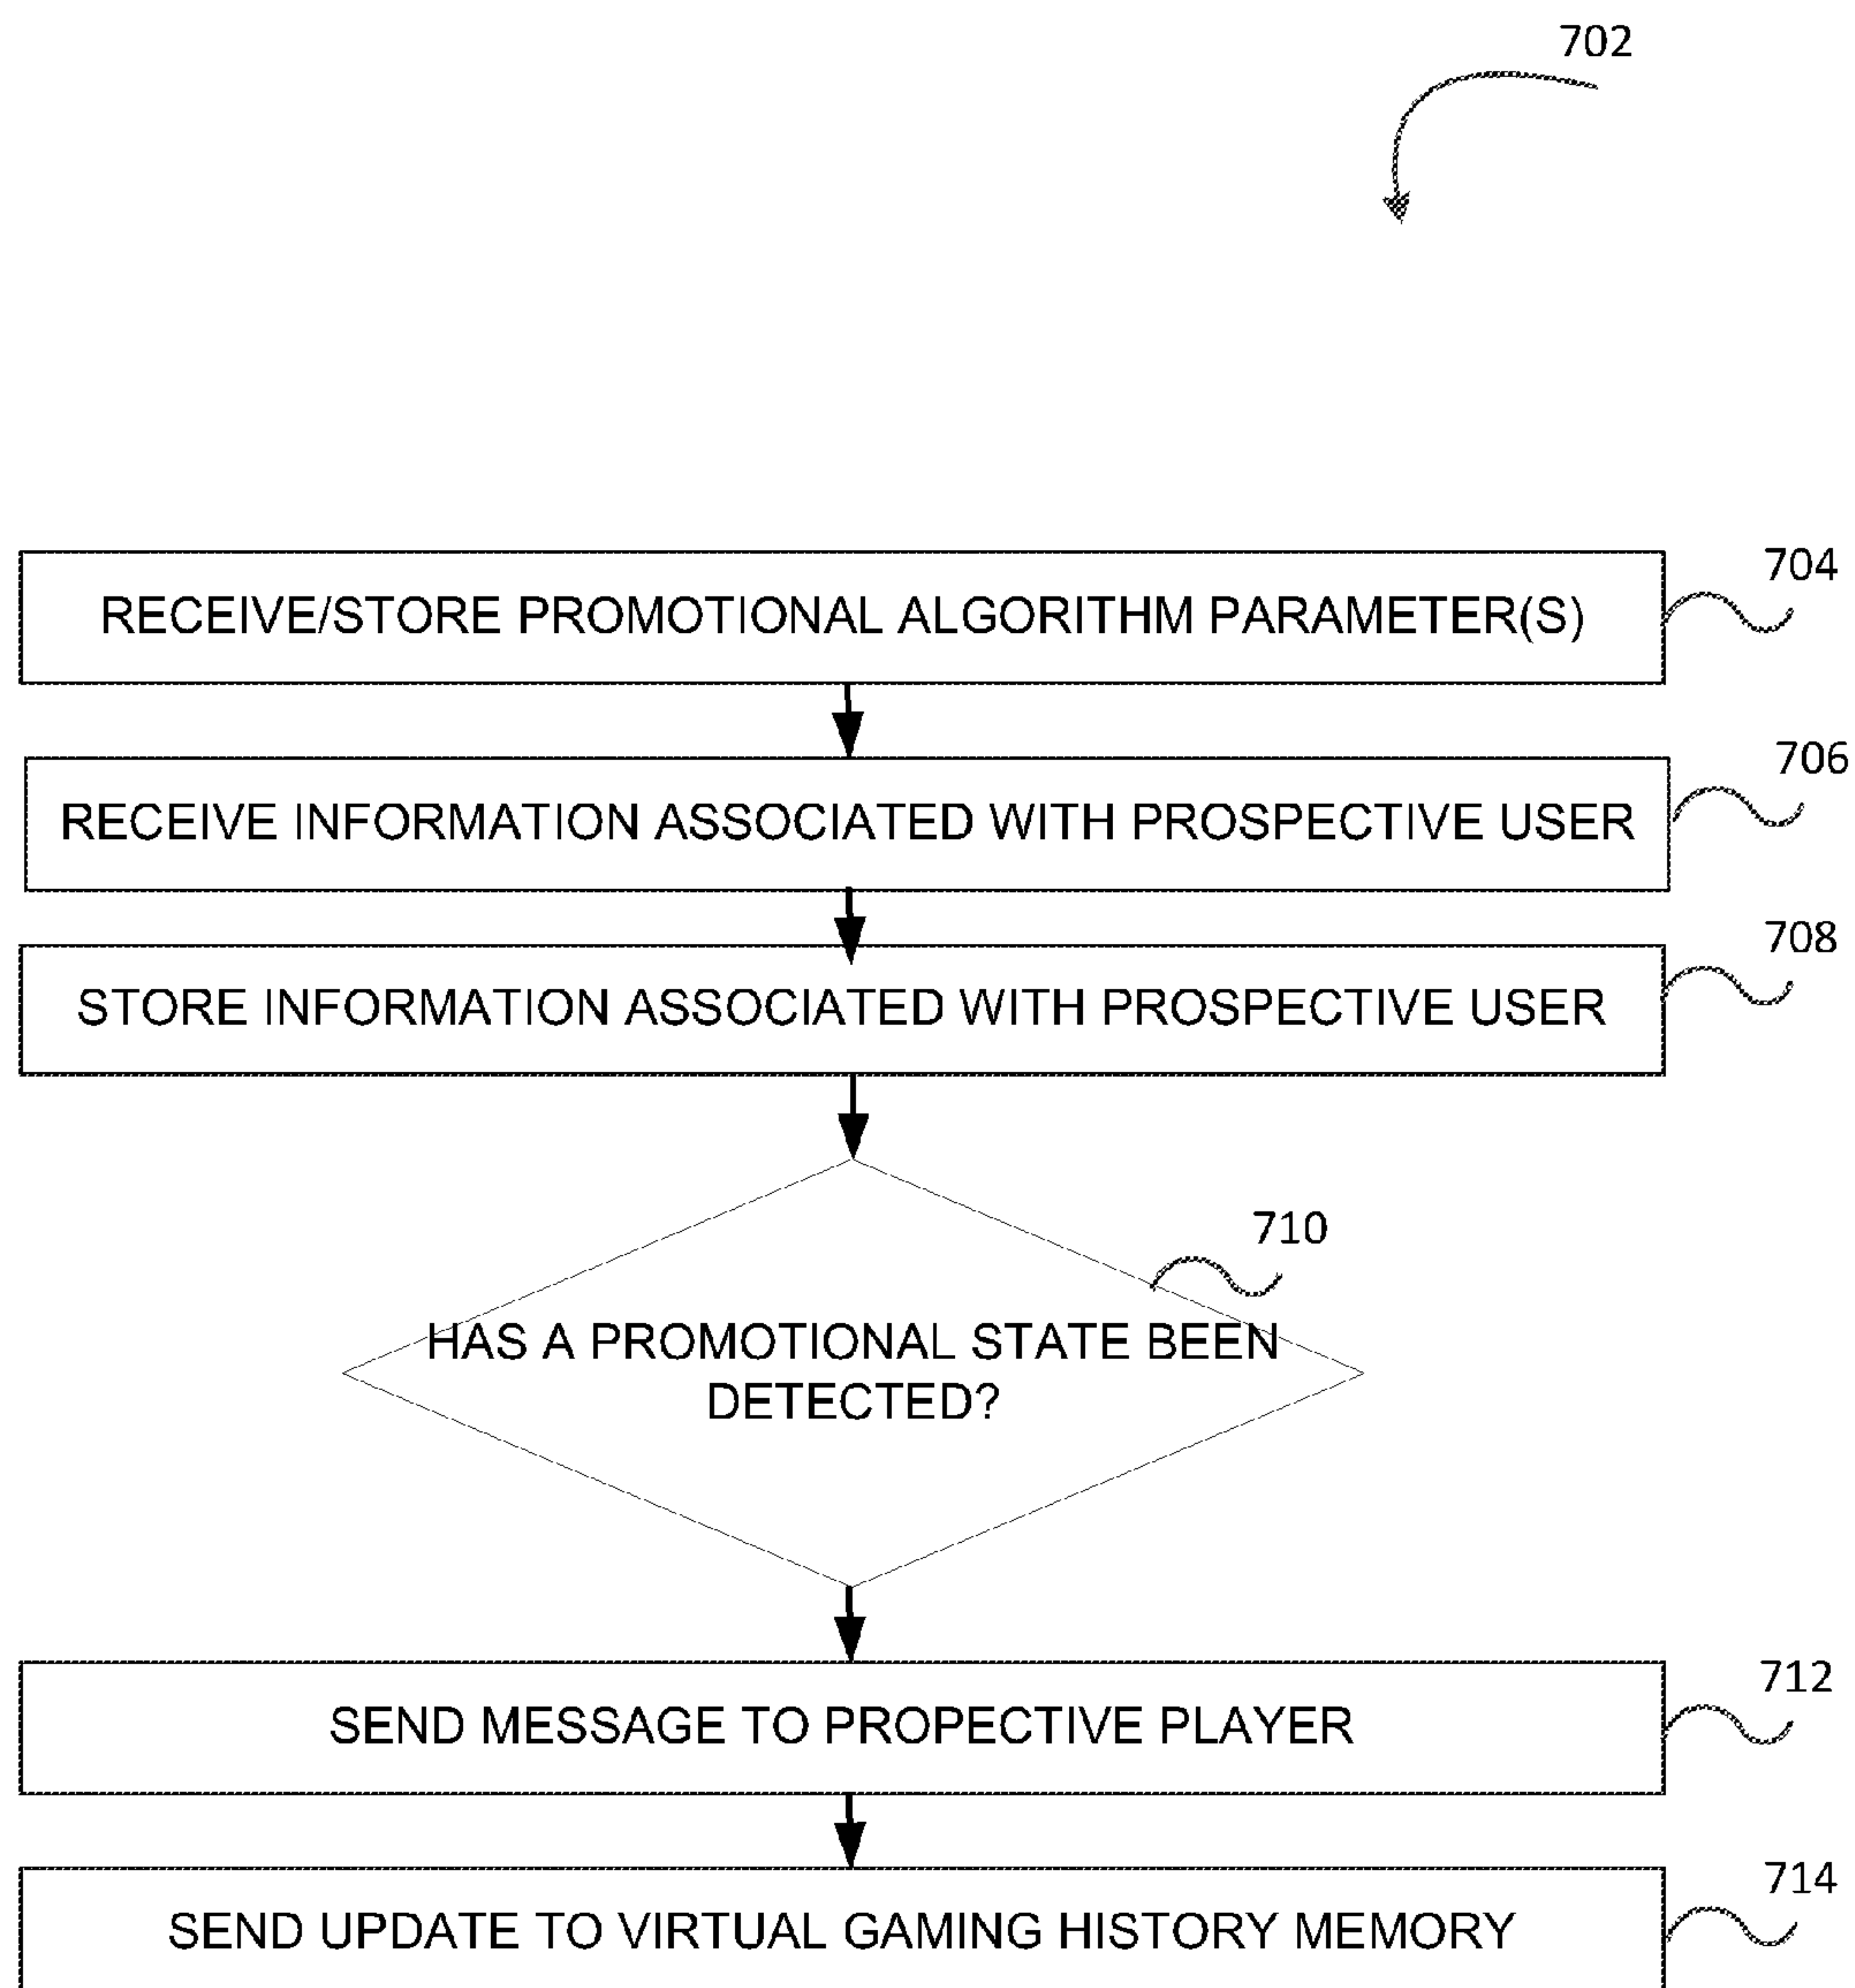 702
RECEIVE/STORE PROMOTIONAL ALGORITHM PARAMETER(S)
704
RECEIVE INFORMATION ASSOCIATED WITH PROSPECTIVE USER
706
STORE INFORMATION ASSOCIATED WITH PROSPECTIVE USER
708
710
HAS A PROMOTIONAL STATE BEEN
DETECTED?
SEND MESSAGE TO PROPECTIVE PLAYER
712
SEND UPDATE TO VIRTUAL GAMING HISTORY MEMORY
714